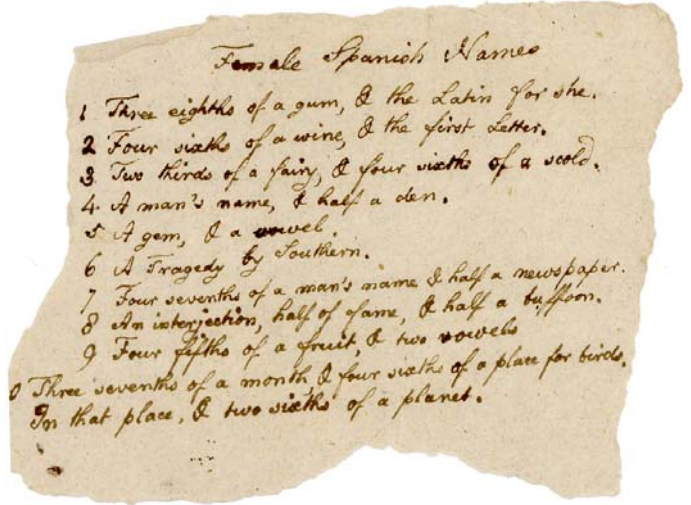 Female Spanish Names
1 Three eighths of a gum, & the Latin for she.
2 Four sixths of a wine, & the first Letter.
3 Two thirds of a fairy, & four sixths of a scold.
4. A man's name, & half a den.
5 A gem, & a vowel.
6 A Tragedy by Southern.
7 Four sevenths of a man's name & half a newspaper.
8 An interjection, half of fame, & half a buffoon.
9 Four fifths of a fruit, & two vowels
0 Three sevenths of a month & four sixths of a place for birds.
In that place, & two sixths of a planet.